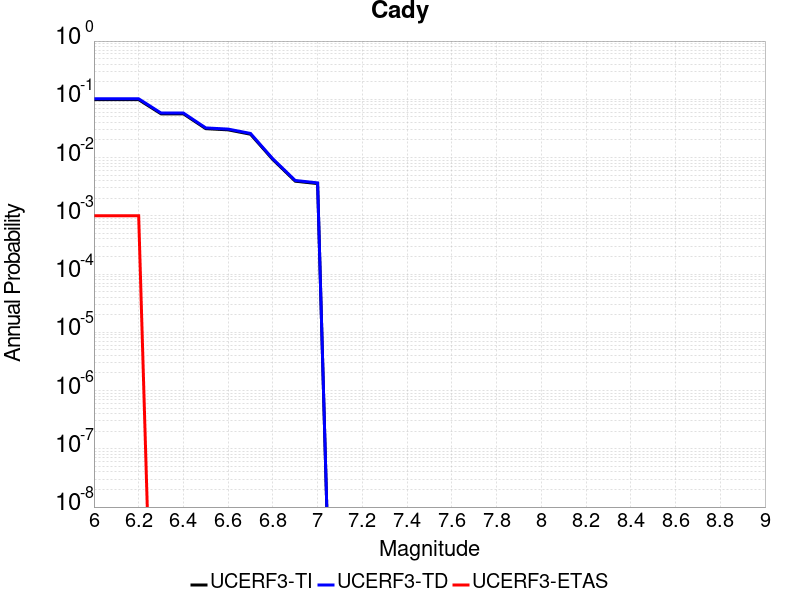 Cady
10^0
10^-1
10^-2
10^-3
10^-4
10^-5
10^-6
10^-7
10^-8
Annual Probability
6 6.2 6.4 6.6 6.8 7 7.2 7.4 7.6 7.8 8 8.2 8.4 8.6 8.8 9
Magnitude
UCERF3-TI UCERF3-TD UCERF3-ETAS